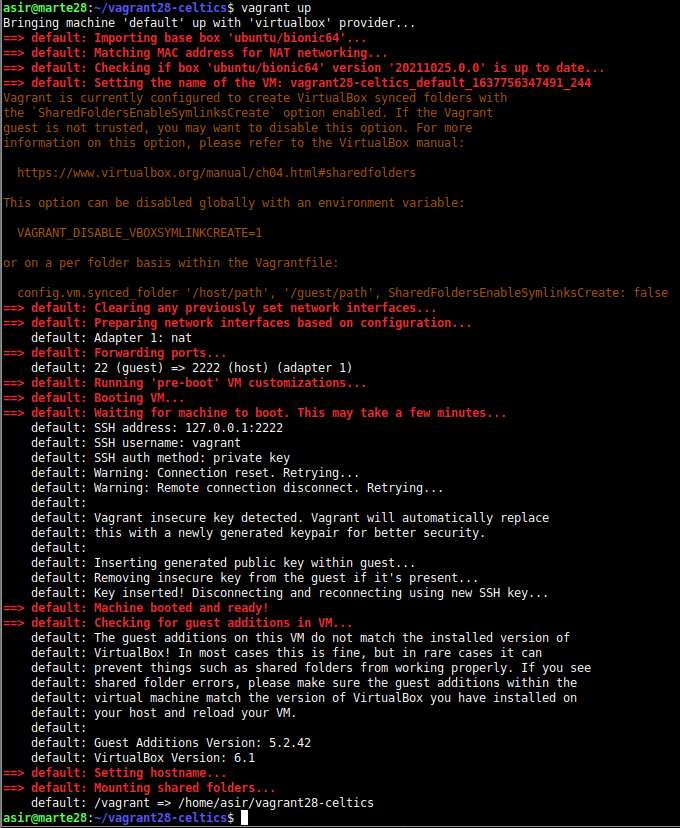 asir@marte28:~/vagrant28-celtics$ vagrant up
Bringing machine 'default' up with 'virtualbox' provider...
==> default: Importing base box 'ubuntu/bionic64'...
==> default: Matching MAC address for NAT networking...
==> default: Checking if box 'ubuntu/bionic64' version '20211025.0.0' is up to date...
==> default: Setting the name of the VM: vagrant28-celtics_default_1637756347491_244
Vagrant is currently configured to create VirtualBox synced folders with
the `SharedFoldersEnableSymlinksCreate` option enabled. If the Vagrant
guest is not trusted, you may want to disable this option. For more
information on this option, please refer to the VirtualBox manual:

  https://www.virtualbox.org/manual/ch04.html#sharedfolders

This option can be disabled globally with an environment variable:

  VAGRANT_DISABLE_VBOXSYMLINKCREATE=1

or on a per folder basis within the Vagrantfile:

  config.vm.synced_folder '/host/path', '/guest/path', SharedFoldersEnableSymlinksCreate: false
==> default: Clearing any previously set network interfaces...
==> default: Preparing network interfaces based on configuration...
    default: Adapter 1: nat
==> default: Forwarding ports...
    default: 22 (guest) => 2222 (host) (adapter 1)
==> default: Running 'pre-boot' VM customizations...
==> default: Booting VM...
==> default: Waiting for machine to boot. This may take a few minutes...
    default: SSH address: 127.0.0.1:2222
    default: SSH username: vagrant
    default: SSH auth method: private key
    default: Warning: Connection reset. Retrying...
    default: Warning: Remote connection disconnect. Retrying...
    default:
    default: Vagrant insecure key detected. Vagrant will automatically replace
    default: this with a newly generated keypair for better security.
    default:
    default: Inserting generated public key within guest...
    default: Removing insecure key from the guest if it's present...
    default: Key inserted! Disconnecting and reconnecting using new SSH key...
==> default: Machine booted and ready!
==> default: Checking for guest additions in VM...
    default: The guest additions on this VM do not match the installed version of
    default: VirtualBox! In most cases this is fine, but in rare cases it can
    default: prevent things such as shared folders from working properly. If you see
    default: shared folder errors, please make sure the guest additions within the
    default: virtual machine match the version of VirtualBox you have installed on
    default: your host and reload your VM.
    default:
    default: Guest Additions Version: 5.2.42
    default: VirtualBox Version: 6.1
==> default: Setting hostname...
==> default: Mounting shared folders...
    default: /vagrant => /home/asir/vagrant28-celtics
asir@marte28:~/vagrant28-celtics$